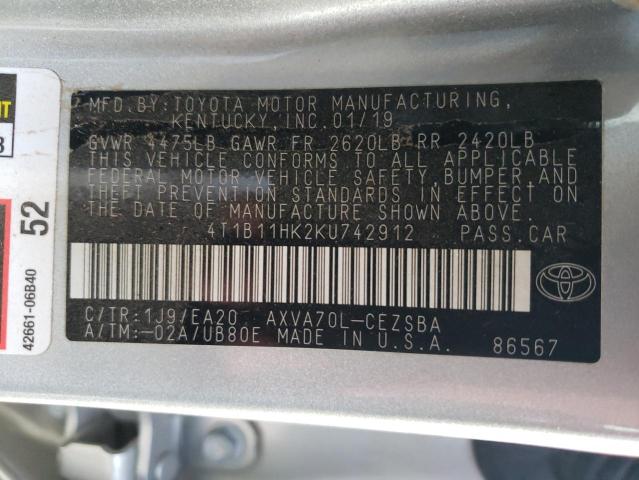 MFD.BY:TOYOTA MOTOR MANUFACTURING,
KENTUCKY,INC.01/19
GVWR 4475LB GAWR FR 2620LB RR 2420LB
THIS VEHICLE CONFORMS TO ALL APPLICABLE
FEDERAL MOTOR VEHICLE SAFETY, BUMPER,AND
THEFT PREVENTION STANDARDS IN EFFECT ON
THE DATE OF MANUFACTURE SHOWN ABOVE.
4T1B11HK2KU742912 PASS.CAR
C/TR:1J9/EA20 AXVA70L-CEZSBA
A/TM:-02A/UB80E MADE IN U.S.A. 86567
52
42661-06B40